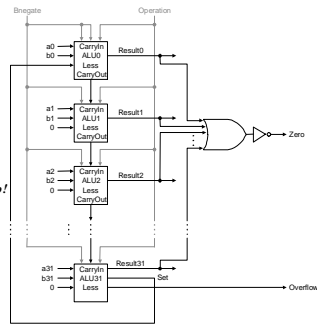 Bnegate Operation
a0 CarryIn Result0
b0 ALU0
Less
CarryOut
a1 CarryIn Result1
b1 ALU1
0 Less
CarryOut
Zero
a2 CarryIn Result2
b2 ALU2
0 Less
CarryOut
a31 CarryIn Result31
b31 ALU31 Set
0 Less Overflow